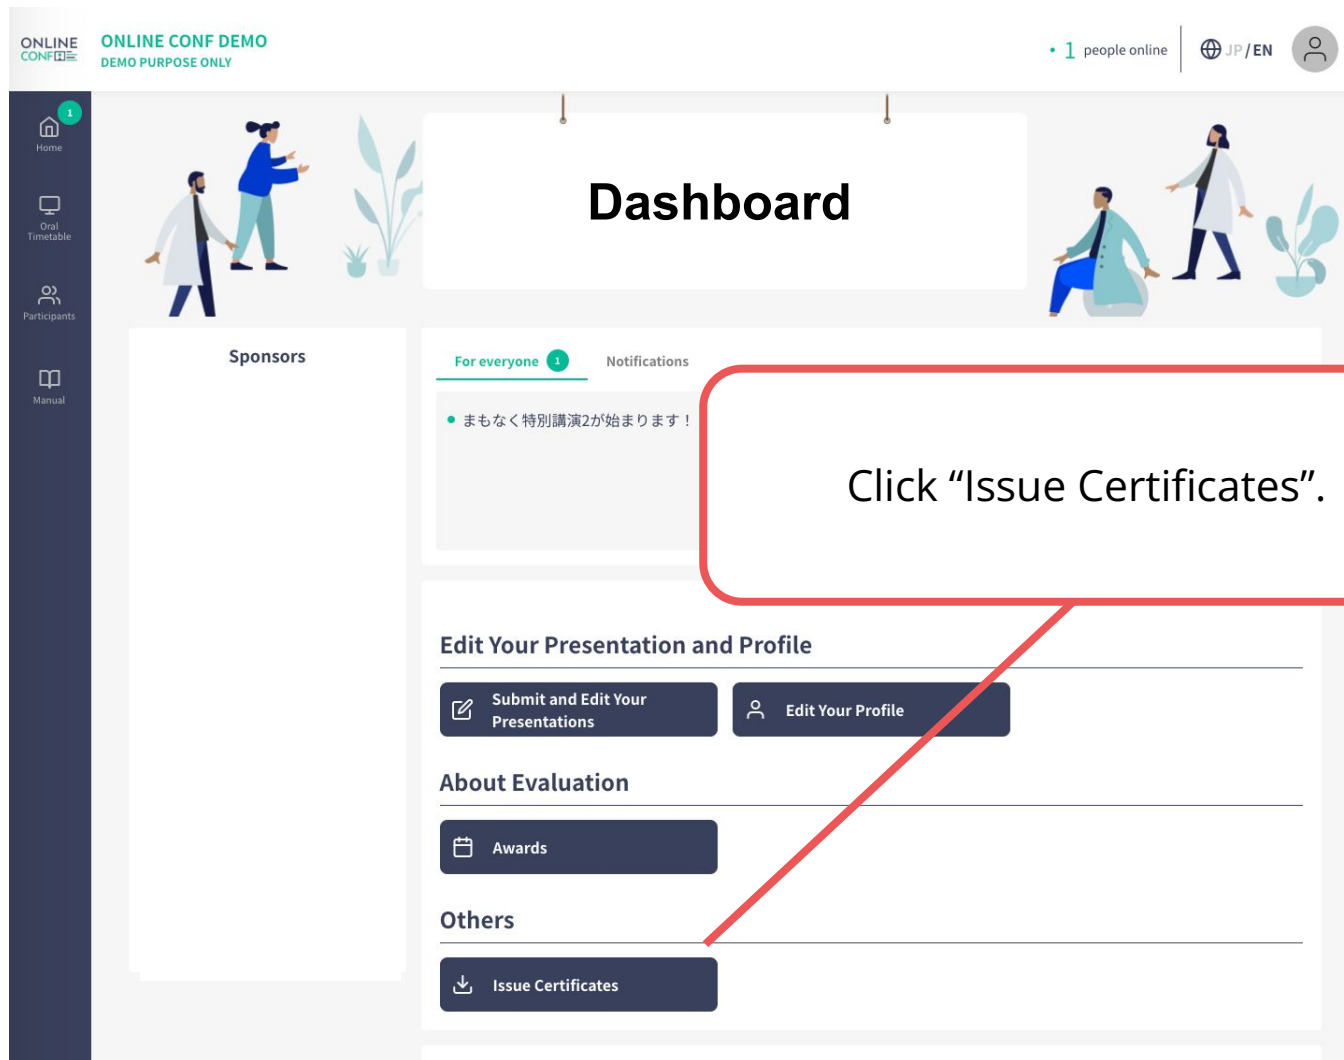 ONLINE
CONF
ONLINE CONF DEMO
DEMO PURPOSE ONLY
• 1 people online
JP/EN
1
Home
Oral
Timetable
Participants
Manual
Dashboard
Sponsors
For everyone 1 Notifications
• まもなく特別講演2が始まります！
Click “Issue Certificates”.
Edit Your Presentation and Profile
Submit and Edit Your
Presentations
Edit Your Profile
About Evaluation
Awards
Others
Issue Certificates